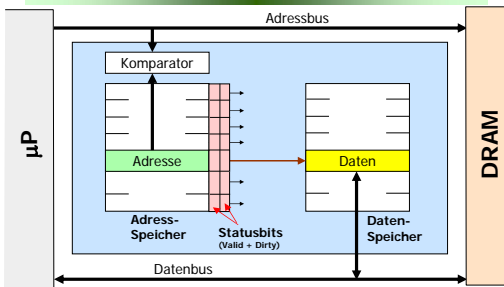 Adressbus
Komparator
µP
DRAM
Adresse
Daten
Adress-
Speicher
Statusbits
(Valid + Dirty)
Daten-
Speicher
Datenbus